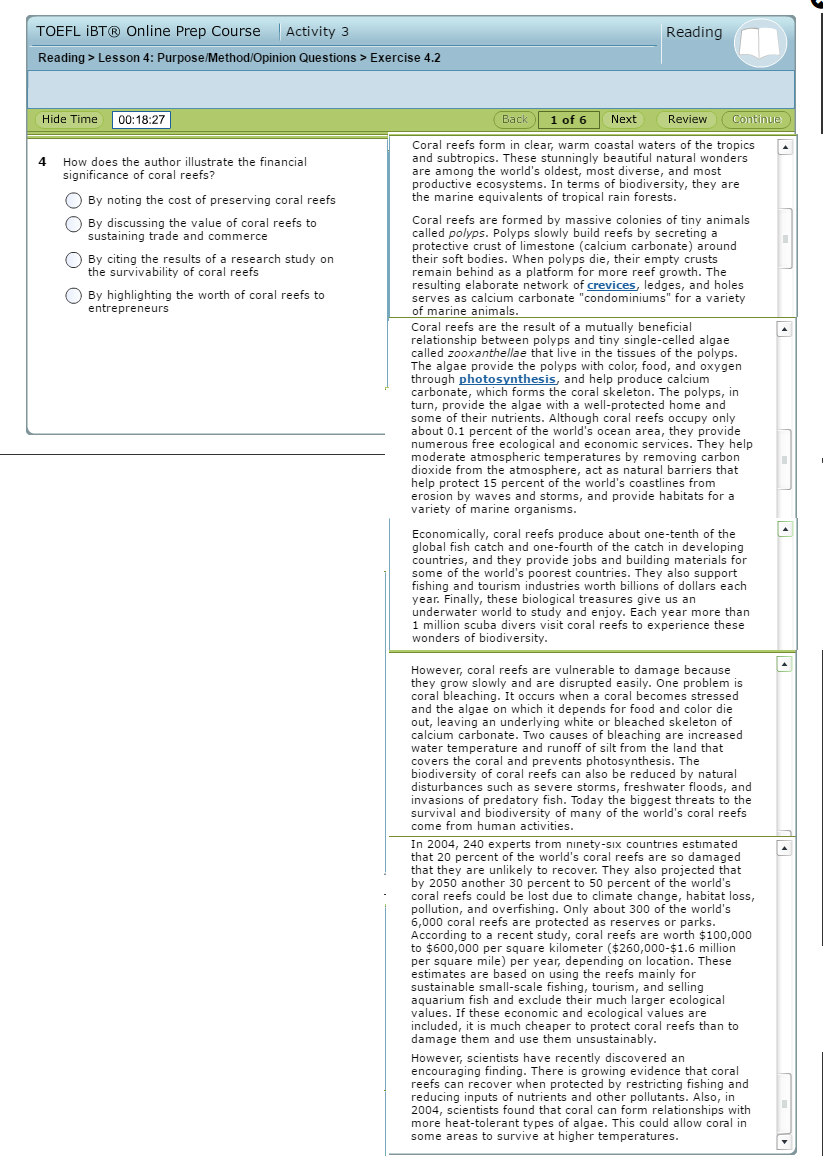 TOEFL iBT® Online Prep Course
Activity 3
Reading
Reading > Lesson 4: Purpose/Method/Opinion Questions > Exercise 4.2
Hide Time
00:18:27
Back
1 of 6
Next
Review
Continue
4
How does the author illustrate the financial
significance of coral reefs?
By noting the cost of preserving coral reefs
By discussing the value of coral reefs to
sustaining trade and commerce
By citing the results of a research study on
the survivability of coral reefs
By highlighting the worth of coral reefs to
entrepreneurs
Coral reefs form in clear, warm coastal waters of the tropics
and subtropics. These stunningly beautiful natural wonders
are among the world's oldest, most diverse, and most
productive ecosystems. In terms of biodiversity, they are
the marine equivalents of tropical rain forests.
Coral reefs are formed by massive colonies of tiny animals
called polyps. Polyps slowly build reefs by secreting a
protective crust of limestone (calcium carbonate) around
their soft bodies. When polyps die, their empty crusts
remain behind as a platform for more reef growth. The
resulting elaborate network of crevices, ledges, and holes
serves as calcium carbonate "condominiums" for a variety
of marine animals.
Coral reefs are the result of a mutually beneficial
relationship between polyps and tiny single-celled algae
called zooxanthellae that live in the tissues of the polyps.
The algae provide the polyps with color, food, and oxygen
through photosynthesis, and help produce calcium
carbonate, which forms the coral skeleton. The polyps, in
turn, provide the algae with a well-protected home and
some of their nutrients. Although coral reefs occupy only
about 0.1 percent of the world's ocean area, they provide
numerous free ecological and economic services. They help
moderate atmospheric temperatures by removing carbon
dioxide from the atmosphere, act as natural barriers that
help protect 15 percent of the world's coastlines from
erosion by waves and storms, and provide habitats for a
variety of marine organisms.
Economically, coral reefs produce about one-tenth of the
global fish catch and one-fourth of the catch in developing
countries, and they provide jobs and building materials for
some of the world's poorest countries. They also support
fishing and tourism industries worth billions of dollars each
year. Finally, these biological treasures give us an
underwater world to study and enjoy. Each year more than
1 million scuba divers visit coral reefs to experience these
wonders of biodiversity.
However, coral reefs are vulnerable to damage because
they grow slowly and are disrupted easily. One problem is
coral bleaching. It occurs when a coral becomes stressed
and the algae on which it depends for food and color die
out, leaving an underlying white or bleached skeleton of
calcium carbonate. Two causes of bleaching are increased
water temperature and runoff of silt from the land that
covers the coral and prevents photosynthesis. The
biodiversity of coral reefs can also be reduced by natural
disturbances such as severe storms, freshwater floods, and
invasions of predatory fish. Today the biggest threats to the
survival and biodiversity of many of the world's coral reefs
come from human activities.
In 2004, 240 experts from ninety-six countries estimated
that 20 percent of the world's coral reefs are so damaged
that they are unlikely to recover. They also projected that
by 2050 another 30 percent to 50 percent of the world's
coral reefs could be lost due to climate change, habitat loss,
pollution, and overfishing. Only about 300 of the world's
6,000 coral reefs are protected as reserves or parks.
According to a recent study, coral reefs are worth $100,000
to $600,000 per square kilometer ($260,000-$1.6 million
per square mile) per year, depending on location. These
estimates are based on using the reefs mainly for
sustainable small-scale fishing, tourism, and selling
aquarium fish and exclude their much larger ecological
values. If these economic and ecological values are
included, it is much cheaper to protect coral reefs than to
damage them and use them unsustainably.
However, scientists have recently discovered an
encouraging finding. There is growing evidence that coral
reefs can recover when protected by restricting fishing and
reducing inputs of nutrients and other pollutants. Also, in
2004, scientists found that coral can form relationships with
more heat-tolerant types of algae. This could allow coral in
some areas to survive at higher temperatures.